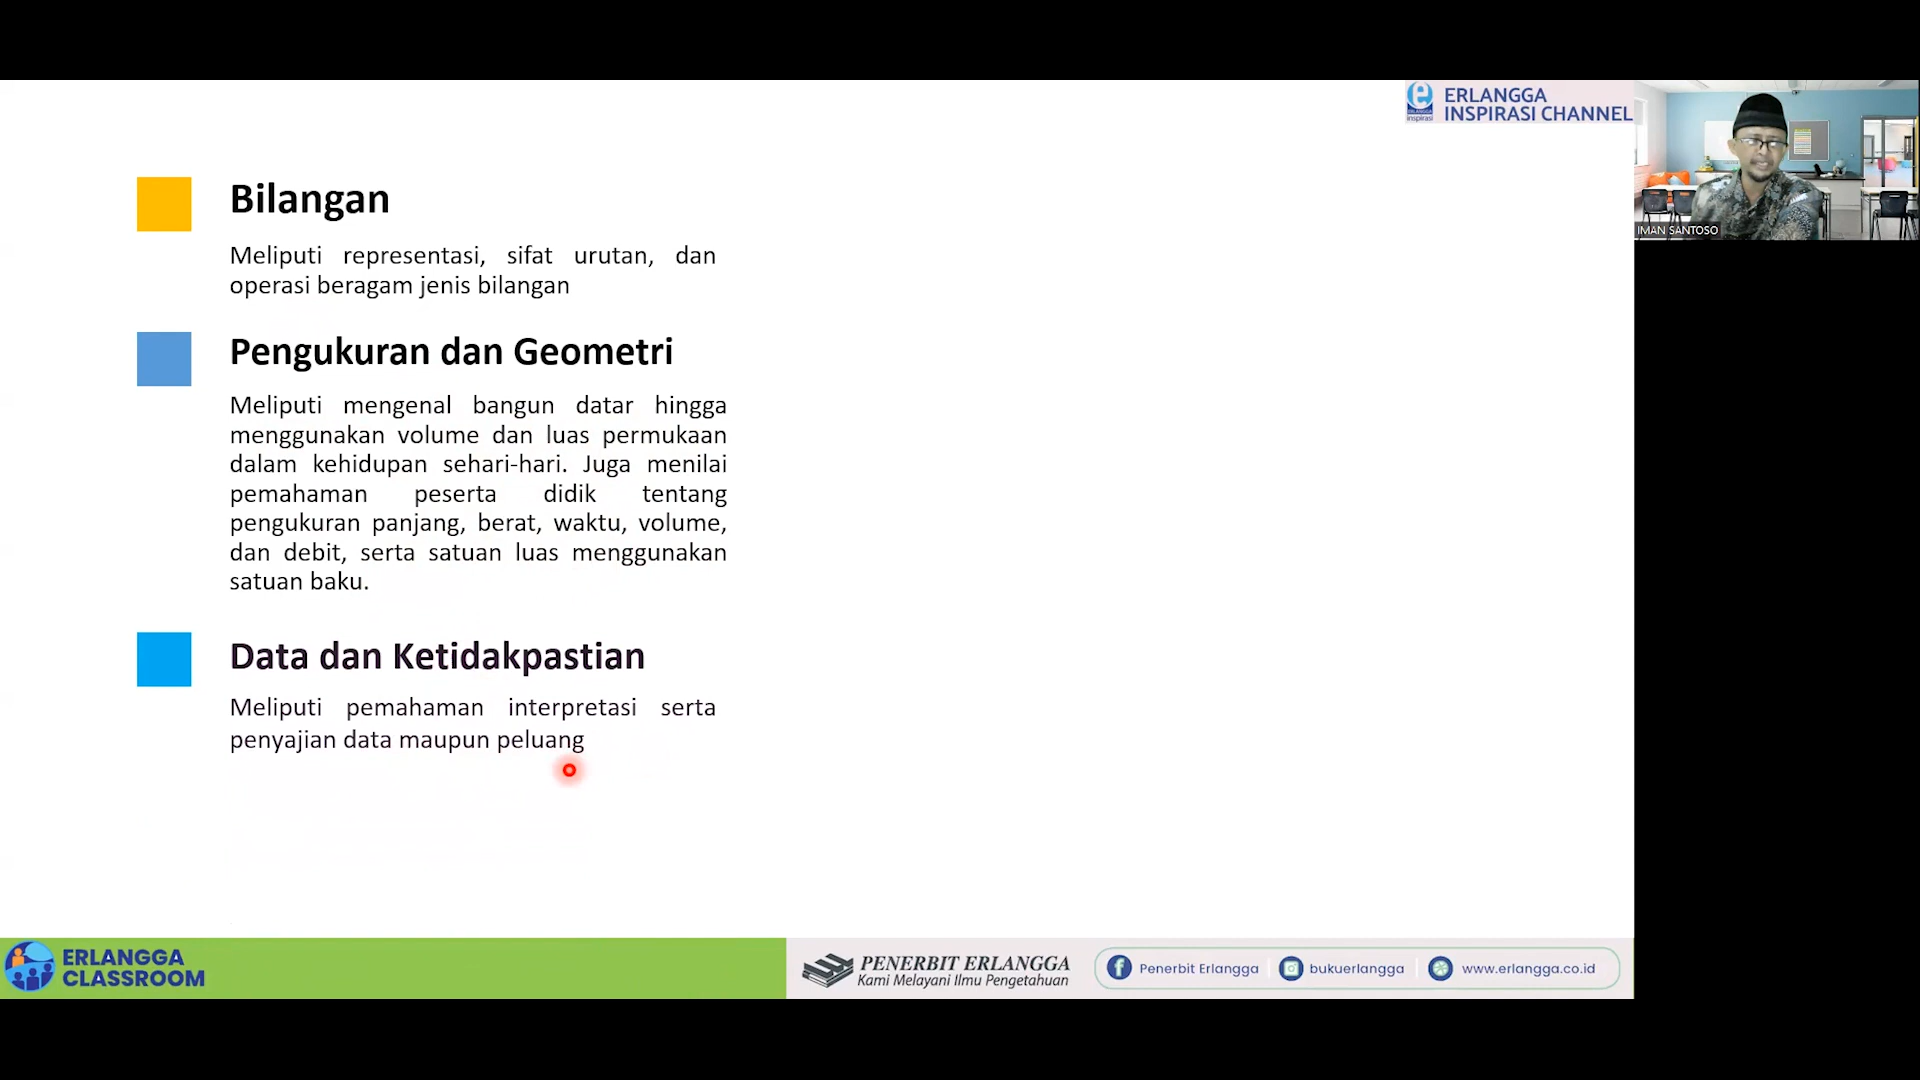 ERLANGGA
INSPIRASI CHANNEL
inspirasi
IMAN SANTOSO
Bilangan
Meliputi representasi, sifat urutan, dan
operasi beragam jenis bilangan
Pengukuran dan Geometri
Meliputi mengenal bangun datar hingga
menggunakan volume dan luas permukaan
dalam kehidupan sehari-hari. Juga menilai
pemahaman peserta didik tentang
pengukuran panjang, berat, waktu, volume,
dan debit, serta satuan luas menggunakan
satuan baku.
Data dan Ketidakpastian
Meliputi pemahaman interpretasi serta
penyajian data maupun peluang
ERLANGGA
CLASSROOM
PENERBIT ERLANGGA
Kami Melayani Ilmu Pengetahuan
Penerbit Erlangga
bukuerlangga
www.erlangga.co.id